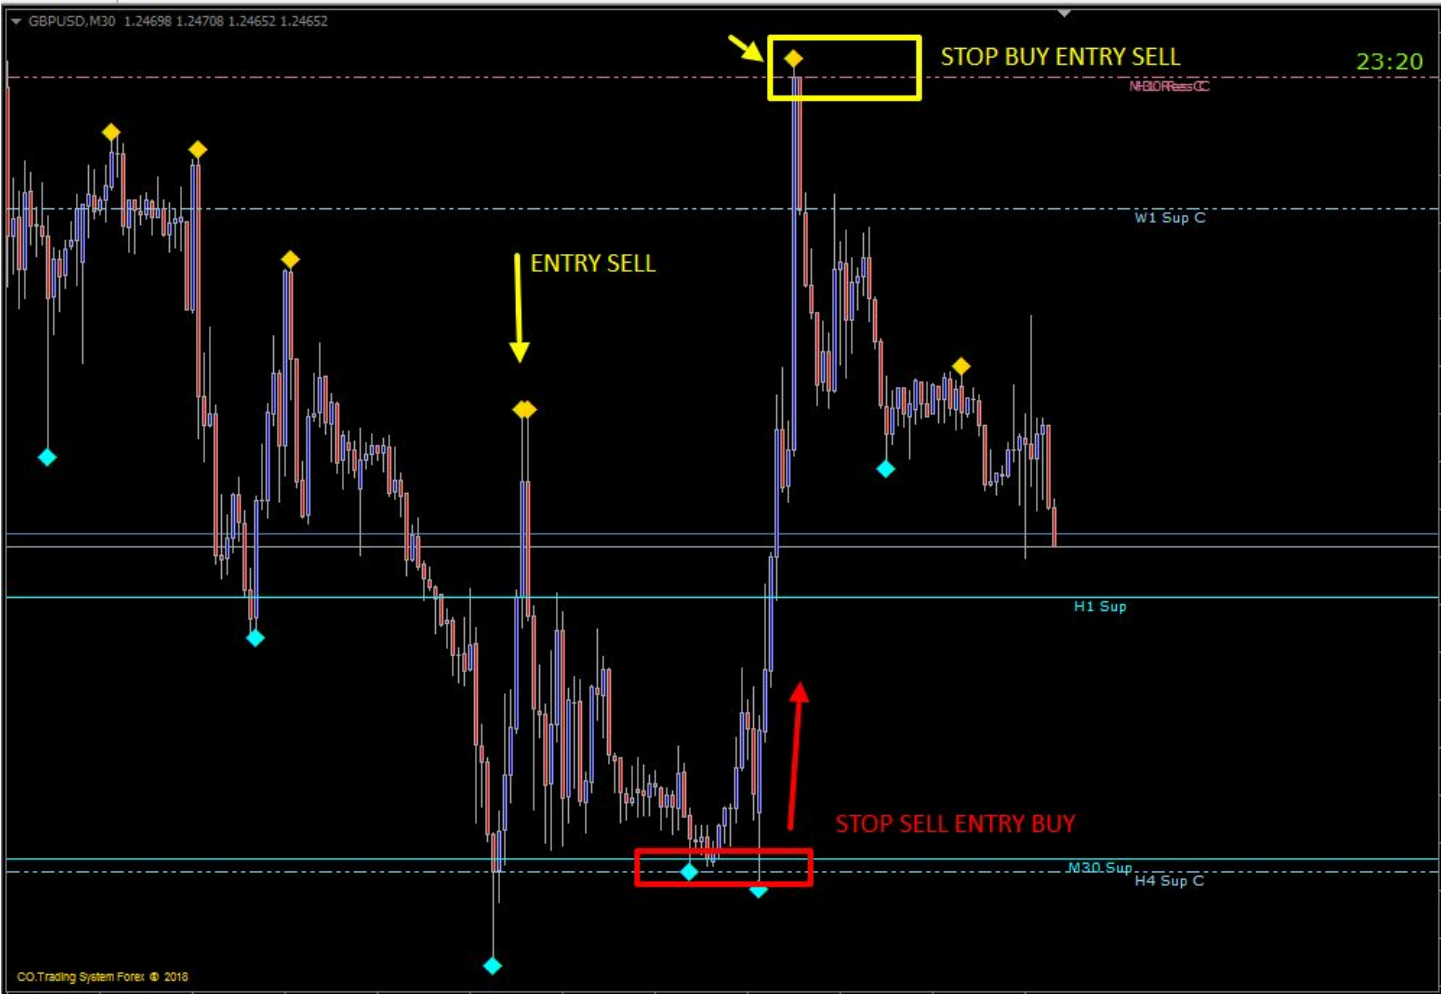 GBPUSD,M30 1.24698 1.24708 1.24652 1.24652
STOP BUY ENTRY SELL
23:20
W1 Sup C
ENTRY SELL
H1 Sup
STOP SELL ENTRY BUY
M30 Sup
H4 Sup C
CO.Trading System Forex © 2018